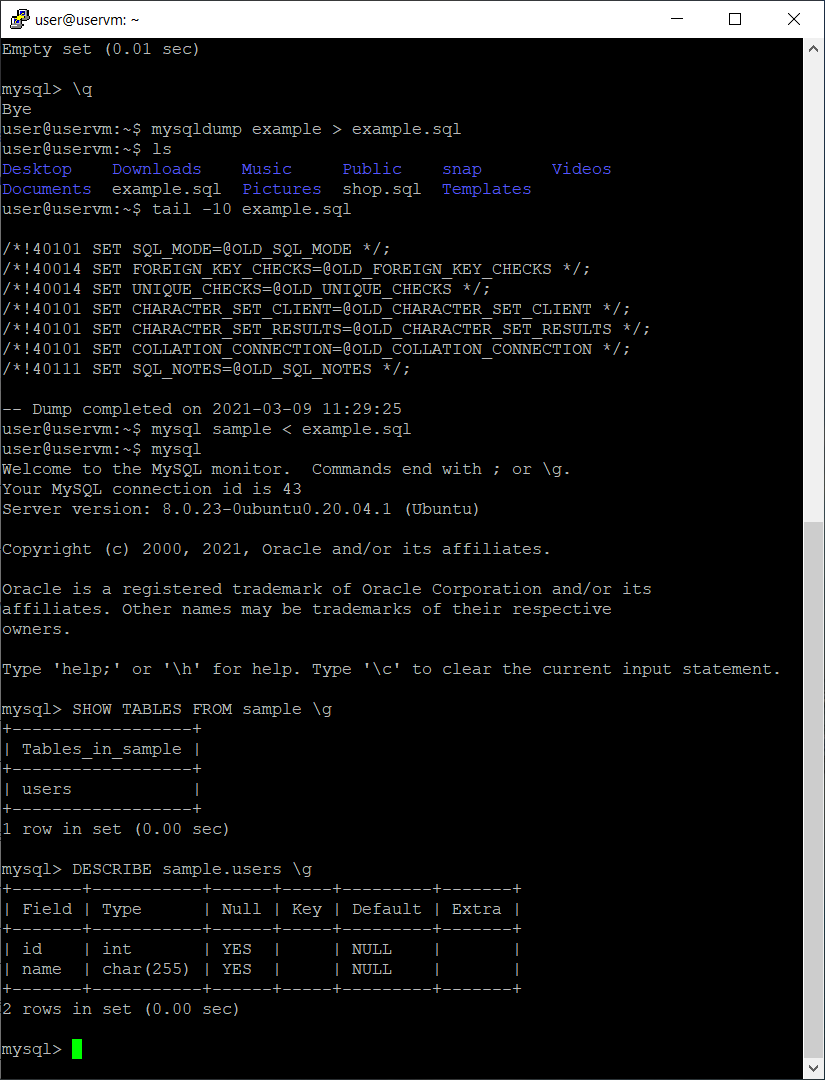 user@uservm: ~
Empty set (0.01 sec)
mysql> \q
Bye
user@uservm:~$ mysqldump example > example.sql
user@uservm:~$ ls
Desktop    Downloads    Music     Public    snap       Videos
Documents  example.sql  Pictures  shop.sql  Templates
user@uservm:~$ tail -10 example.sql
/*!40101 SET SQL_MODE=@OLD_SQL_MODE */;
/*!40014 SET FOREIGN_KEY_CHECKS=@OLD_FOREIGN_KEY_CHECKS */;
/*!40014 SET UNIQUE_CHECKS=@OLD_UNIQUE_CHECKS */;
/*!40101 SET CHARACTER_SET_CLIENT=@OLD_CHARACTER_SET_CLIENT */;
/*!40101 SET CHARACTER_SET_RESULTS=@OLD_CHARACTER_SET_RESULTS */;
/*!40101 SET COLLATION_CONNECTION=@OLD_COLLATION_CONNECTION */;
/*!40111 SET SQL_NOTES=@OLD_SQL_NOTES */;
-- Dump completed on 2021-03-09 11:29:25
user@uservm:~$ mysql sample < example.sql
user@uservm:~$ mysql
Welcome to the MySQL monitor.  Commands end with ; or \g.
Your MySQL connection id is 43
Server version: 8.0.23-0ubuntu0.20.04.1 (Ubuntu)
Copyright (c) 2000, 2021, Oracle and/or its affiliates.
Oracle is a registered trademark of Oracle Corporation and/or its
affiliates. Other names may be trademarks of their respective
owners.
Type 'help;' or '\h' for help. Type '\c' to clear the current input statement.
mysql> SHOW TABLES FROM sample \g
+------------------+
| Tables_in_sample |
+------------------+
| users            |
+------------------+
1 row in set (0.00 sec)
mysql> DESCRIBE sample.users \g
+-------+-----------+------+-----+---------+-------+
| Field | Type      | Null | Key | Default | Extra |
+-------+-----------+------+-----+---------+-------+
| id    | int       | YES  |     | NULL    |       |
| name  | char(255) | YES  |     | NULL    |       |
+-------+-----------+------+-----+---------+-------+
2 rows in set (0.00 sec)
mysql>